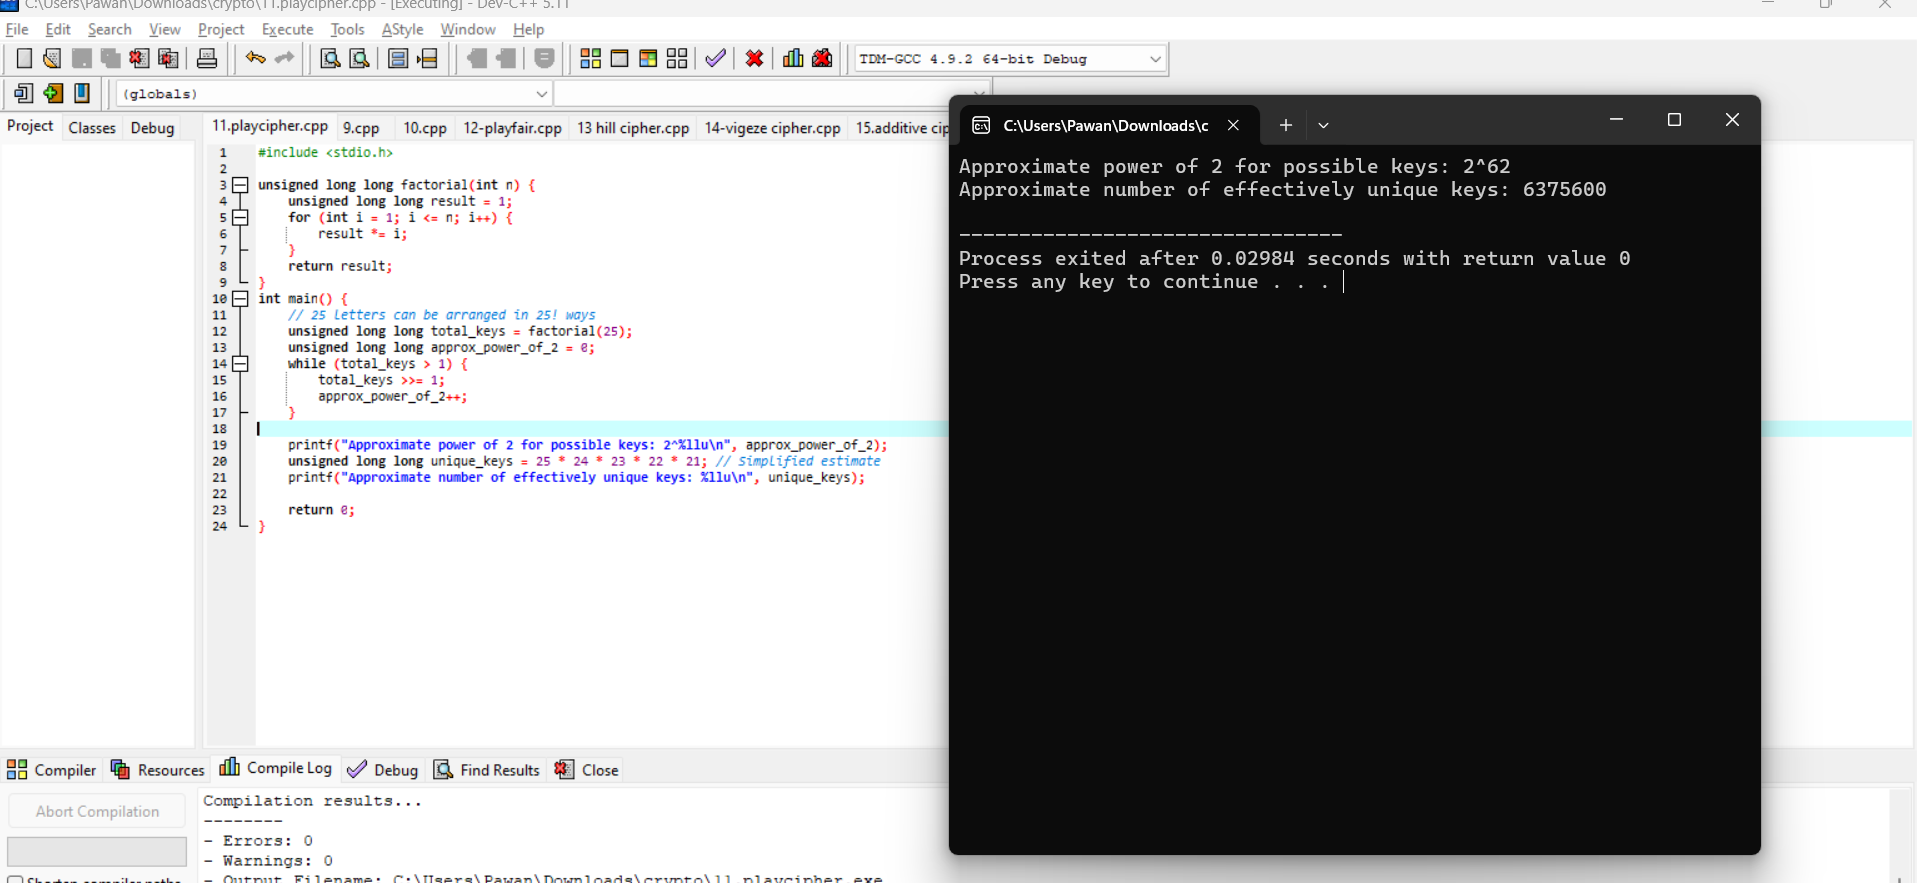 C:\Users\Pawan\Downloads\crypto\11.playcipher.cpp - [Executing] - Dev-C++ 5.11
File Edit Search View Project Execute Tools AStyle Window Help
TDM-GCC 4.9.2 64-bit Debug
(globals)
Project Classes Debug
11.playcipher.cpp 9.cpp 10.cpp 12-playfair.cpp 13 hill cipher.cpp 14-vigeze cipher.cpp 15.additive cip
1 #include <stdio.h>
2
3 unsigned long long factorial(int n) {
4 unsigned long long result = 1;
5 for (int i = 1; i <= n; i++) {
6 result *= i;
7 }
8 return result;
9 }
10 int main() {
11 // 25 letters can be arranged in 25! ways
12 unsigned long long total_keys = factorial(25);
13 unsigned long long approx_power_of_2 = 0;
14 while (total_keys > 1) {
15 total_keys >>= 1;
16 approx_power_of_2++;
17 }
18
19 printf("Approximate power of 2 for possible keys: 2^%llu\n", approx_power_of_2);
20 unsigned long long unique_keys = 25 * 24 * 23 * 22 * 21; // Simplified estimate
21 printf("Approximate number of effectively unique keys: %llu\n", unique_keys);
22
23 return 0;
24 }
C:\Users\Pawan\Downloads\c
Approximate power of 2 for possible keys: 2^62
Approximate number of effectively unique keys: 6375600
--------------------------------
Process exited after 0.02984 seconds with return value 0
Press any key to continue . . .
Compiler Resources Compile Log Debug Find Results Close
Abort Compilation
Shorten compiler paths
Compilation results...
--------
- Errors: 0
- Warnings: 0
- Output Filename: C:\Users\Pawan\Downloads\crypto\11.playcipher.exe